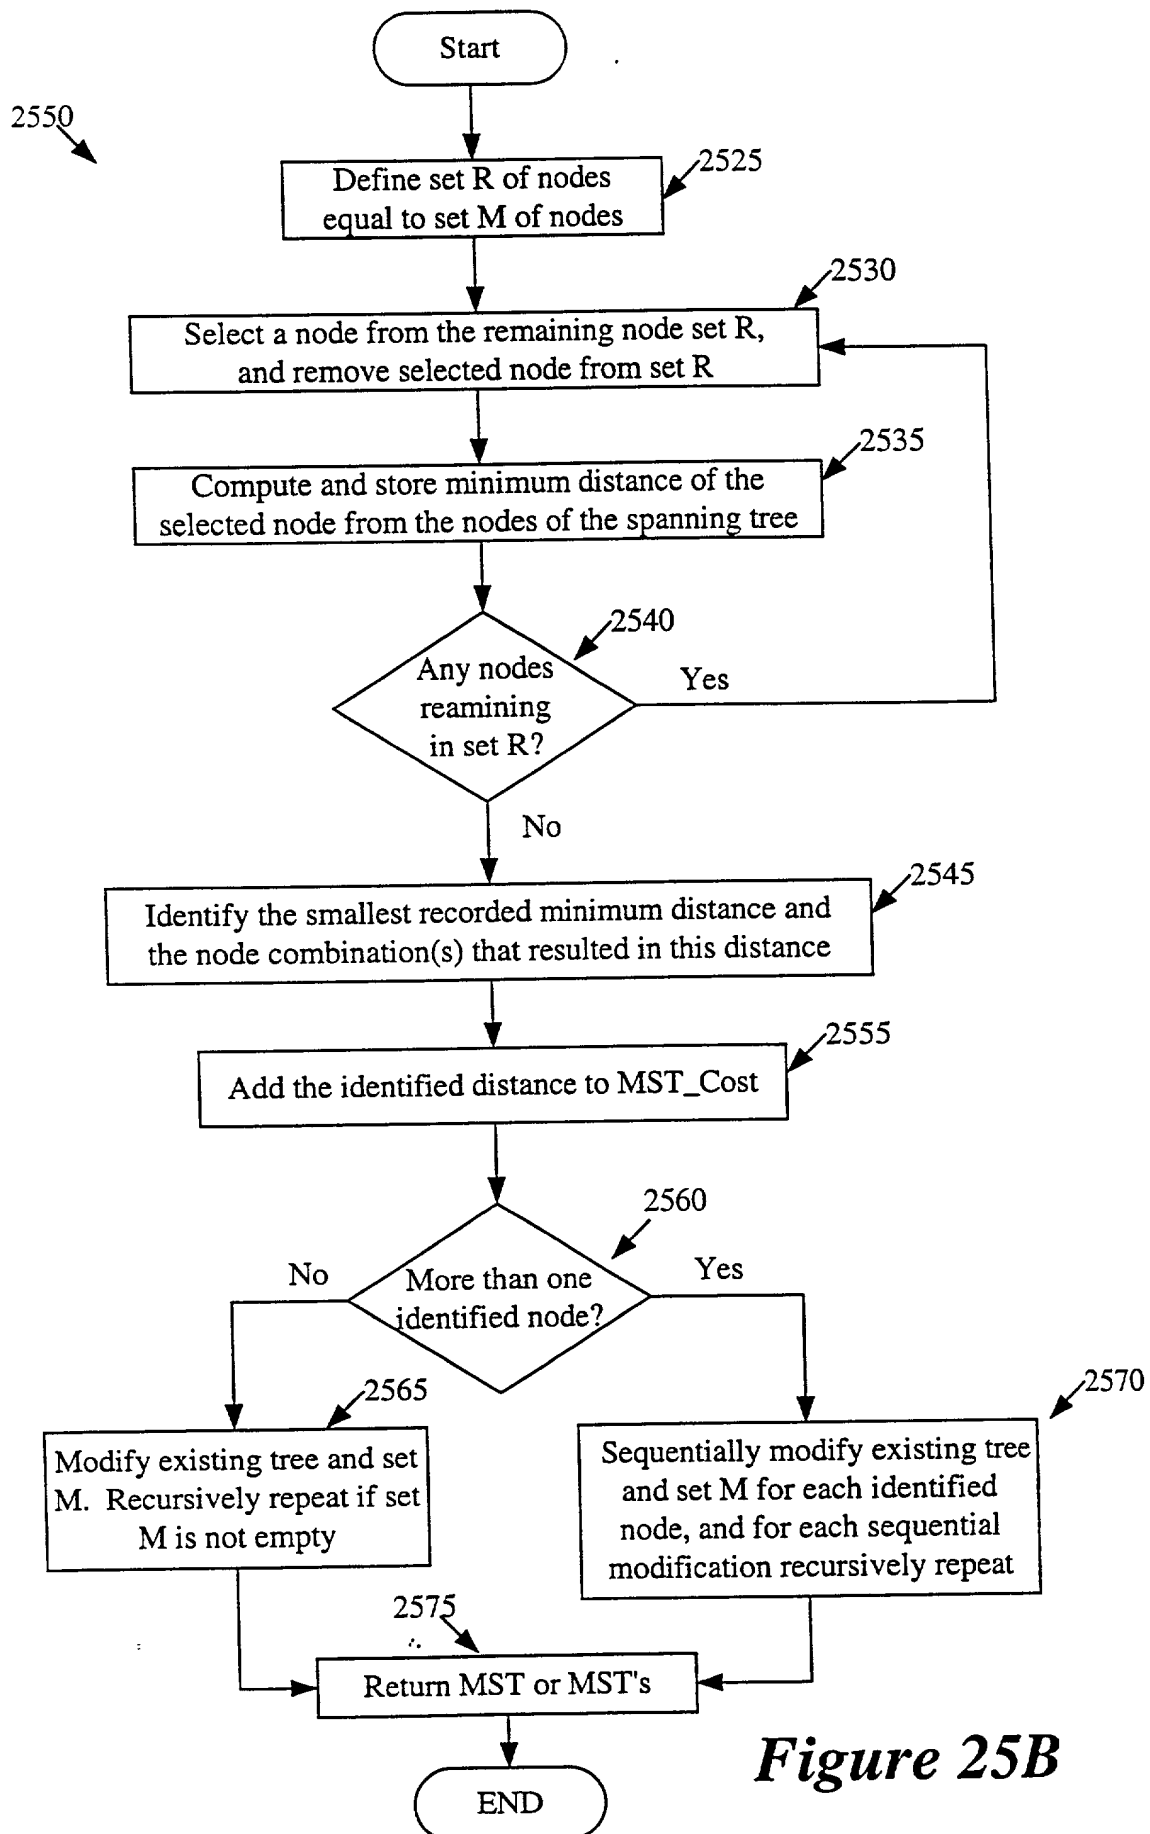 Start
2550
2525
Define set R of nodes
equal to set M of nodes
2530
Select a node from the remaining node set R,
and remove selected node from set R
2535
Compute and store minimum distance of the
selected node from the nodes of the spanning tree
2540
Any nodes
reamining
in set R?
Yes
No
2545
Identify the smallest recorded minimum distance and
the node combination(s) that resulted in this distance
2555
Add the identified distance to MST_Cost
2560
More than one
identified node?
No
Yes
2565
Modify existing tree and set
M. Recursively repeat if set
M is not empty
2570
Sequentially modify existing tree
and set M for each identified
node, and for each sequential
modification recursively repeat
2575
Return MST or MST's
END
Figure 25B